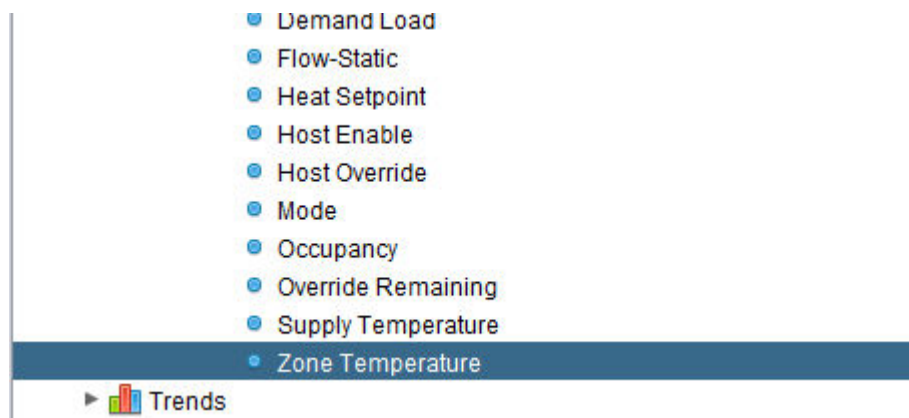 Demand Load
Flow-Static
Heat Setpoint
Host Enable
Host Override
Mode
Occupancy
Override Remaining
Supply Temperature
Zone Temperature
Trends